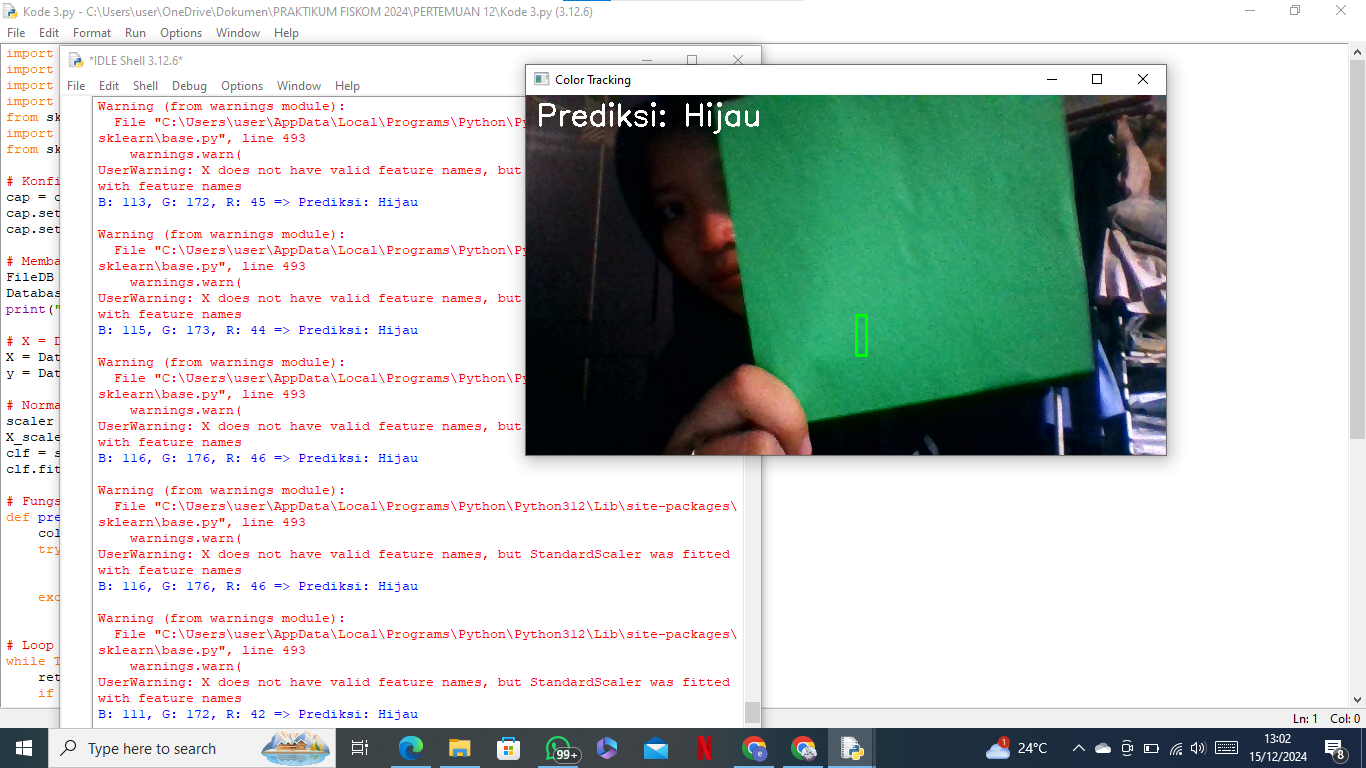 Kode 3.py - C:\Users\user\OneDrive\Dokumen\PRAKTIKUM FISKOM 2024\PERTEMUAN 12\Kode 3.py (3.12.6)
File Edit Format Run Options Window Help
import
import
import
import
from sk
import
from sk
# Konfi
cap = c
cap.set
cap.set
# Memba
FileDB
Databas
print("
# X = D
X = Dat
y = Dat
# Norma
scaler
X_scale
clf = s
clf.fit
# Fungs
def pre
col
try
exc
# Loop
while T
ret
if
*IDLE Shell 3.12.6*
File Edit Shell Debug Options Window Help
Warning (from warnings module):
File "C:\Users\user\AppData\Local\Programs\Python\Py
sklearn\base.py", line 493
warnings.warn(
UserWarning: X does not have valid feature names, but
with feature names
B: 113, G: 172, R: 45 => Prediksi: Hijau
Warning (from warnings module):
File "C:\Users\user\AppData\Local\Programs\Python\Py
sklearn\base.py", line 493
warnings.warn(
UserWarning: X does not have valid feature names, but
with feature names
B: 115, G: 173, R: 44 => Prediksi: Hijau
Warning (from warnings module):
File "C:\Users\user\AppData\Local\Programs\Python\Py
sklearn\base.py", line 493
warnings.warn(
UserWarning: X does not have valid feature names, but
with feature names
B: 116, G: 176, R: 46 => Prediksi: Hijau
Warning (from warnings module):
File "C:\Users\user\AppData\Local\Programs\Python\Python312\Lib\site-packages\
sklearn\base.py", line 493
warnings.warn(
UserWarning: X does not have valid feature names, but StandardScaler was fitted
with feature names
B: 116, G: 176, R: 46 => Prediksi: Hijau
Warning (from warnings module):
File "C:\Users\user\AppData\Local\Programs\Python\Python312\Lib\site-packages\
sklearn\base.py", line 493
warnings.warn(
UserWarning: X does not have valid feature names, but StandardScaler was fitted
with feature names
B: 111, G: 172, R: 42 => Prediksi: Hijau
Color Tracking
Prediksi: Hijau
Ln: 1 Col: 0
Type here to search
99+
e
1
24°C
13:02
15/12/2024
8